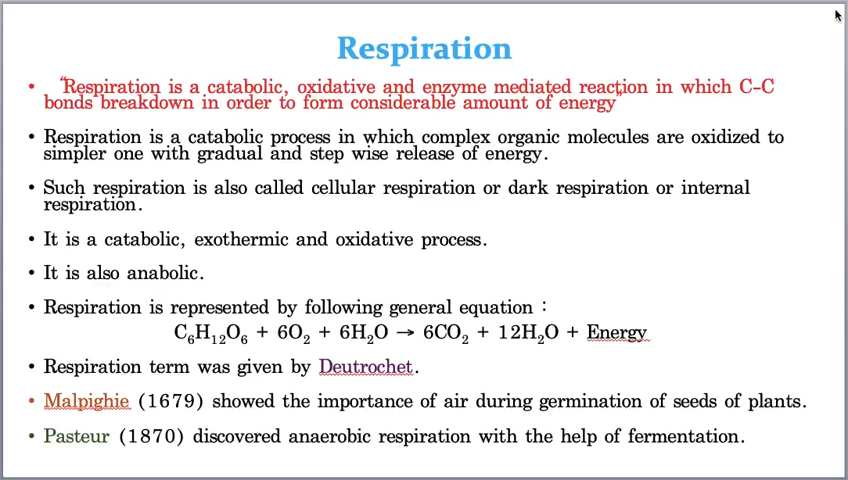 Respiration
• “Respiration is a catabolic, oxidative and enzyme mediated reaction in which C-C
bonds breakdown in order to form considerable amount of energy”
• Respiration is a catabolic process in which complex organic molecules are oxidized to
simpler one with gradual and step wise release of energy.
• Such respiration is also called cellular respiration or dark respiration or internal
respiration.
• It is a catabolic, exothermic and oxidative process.
• It is also anabolic.
• Respiration is represented by following general equation :
C₆H₁₂O₆ + 6O₂ + 6H₂O → 6CO₂ + 12H₂O + Energy
• Respiration term was given by Deutrochet.
• Malpighie (1679) showed the importance of air during germination of seeds of plants.
• Pasteur (1870) discovered anaerobic respiration with the help of fermentation.